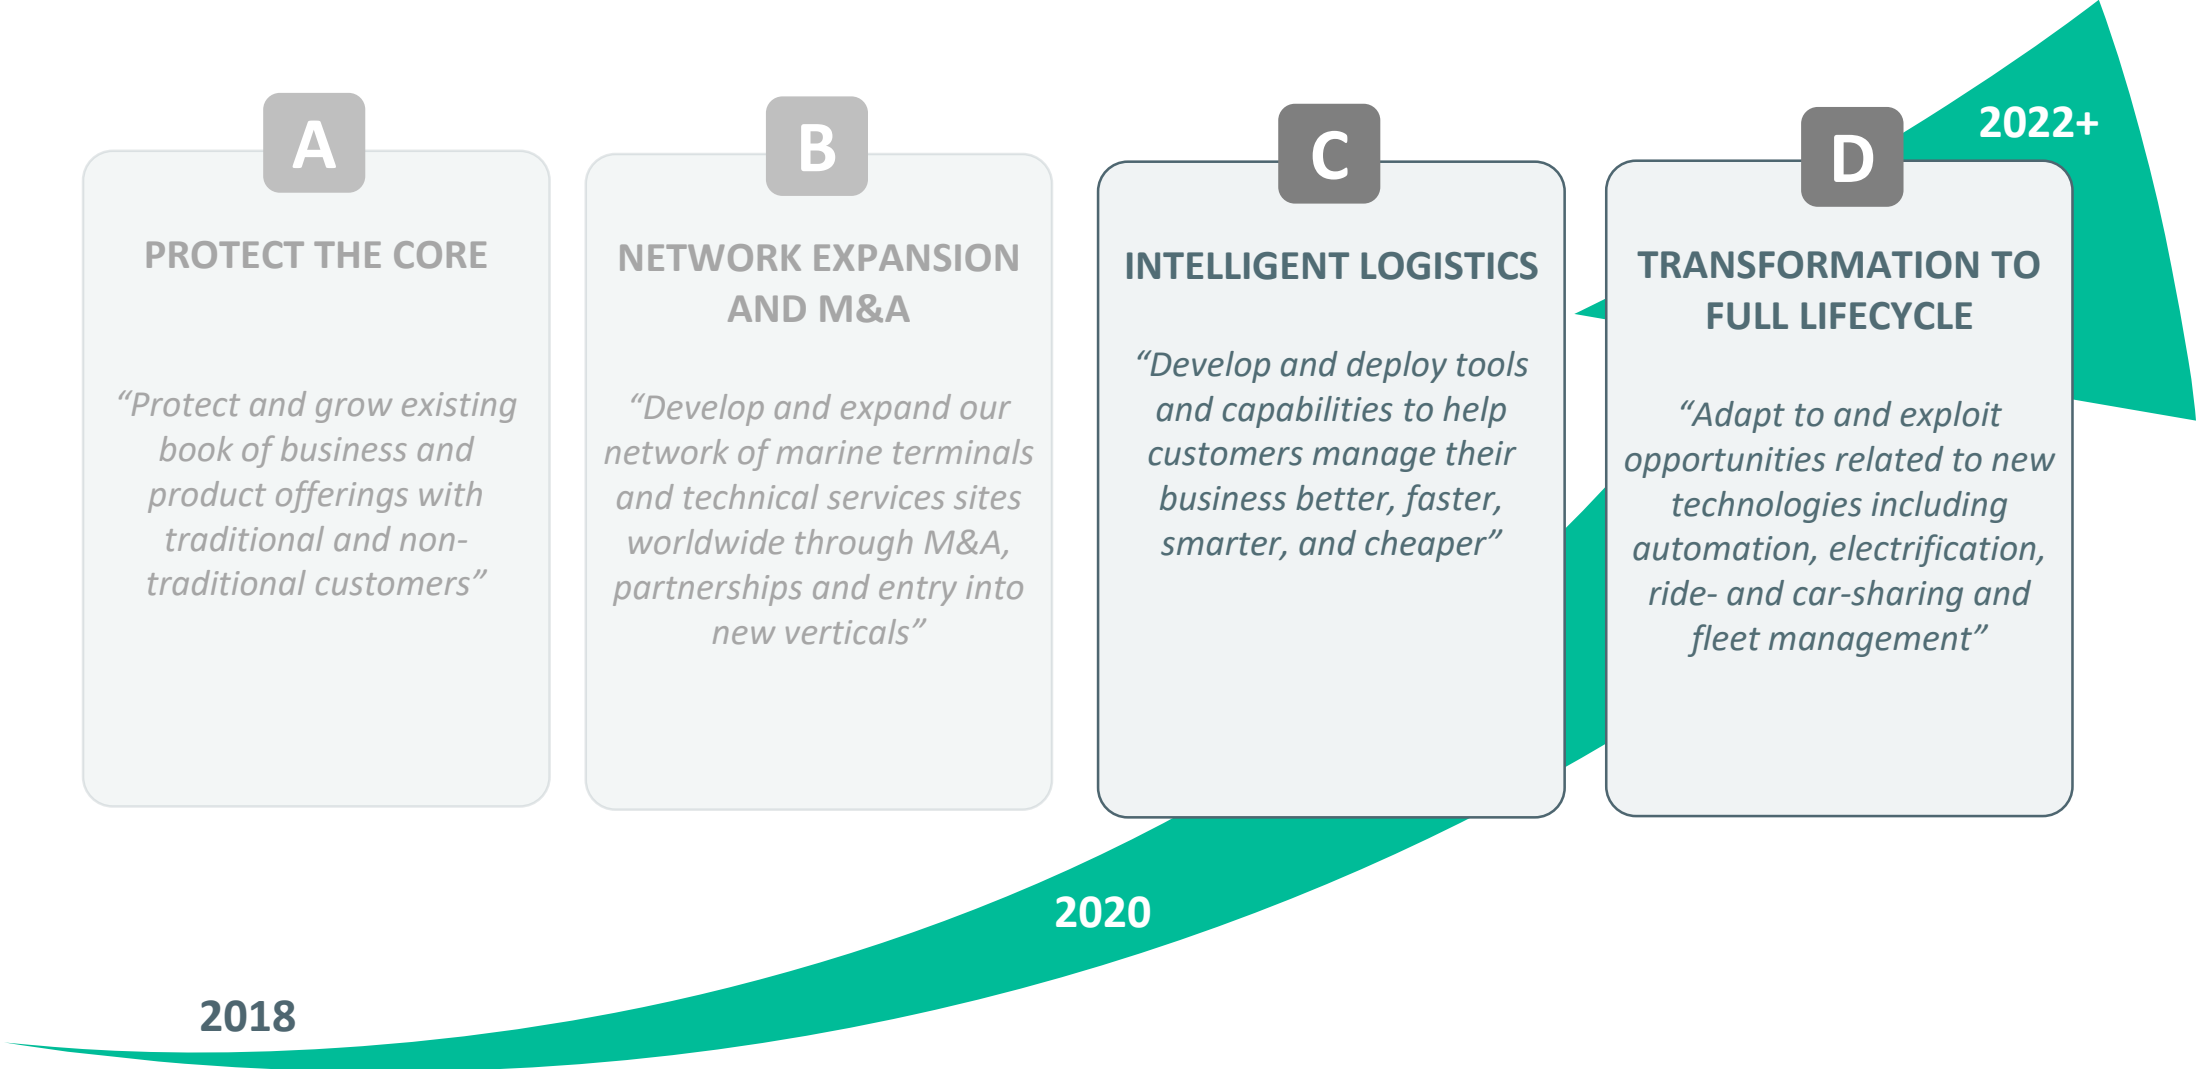 A
PROTECT THE CORE
“Protect and grow existing
book of business and
product offerings with
traditional and non-
traditional customers”
B
NETWORK EXPANSION
AND M&A
“Develop and expand our
network of marine terminals
and technical services sites
worldwide through M&A,
partnerships and entry into
new verticals”
C
INTELLIGENT LOGISTICS
“Develop and deploy tools
and capabilities to help
customers manage their
business better, faster,
smarter, and cheaper”
D
TRANSFORMATION TO
FULL LIFECYCLE
“Adapt to and exploit
opportunities related to new
technologies including
automation, electrification,
ride- and car-sharing and
fleet management”
2018
2020
2022+